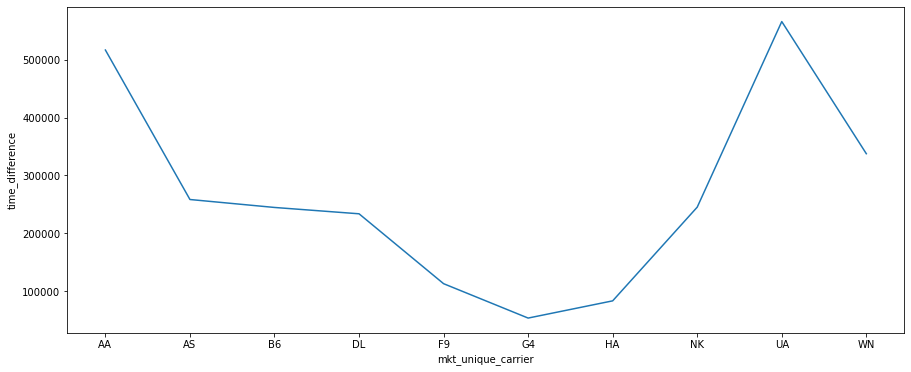 500000
400000
300000
200000
100000
time_difference
AA AS B6 DL F9 G4 HA NK UA WN
mkt_unique_carrier